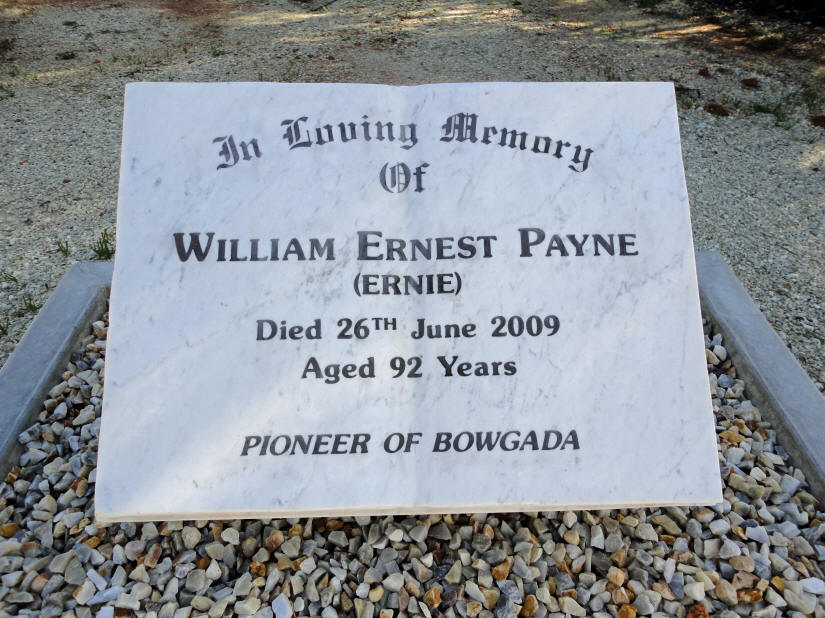 In Loving Memory
Of
WILLIAM ERNEST PAYNE
(ERNIE)
Died 26TH June 2009
Aged 92 Years
PIONEER OF BOWGADA